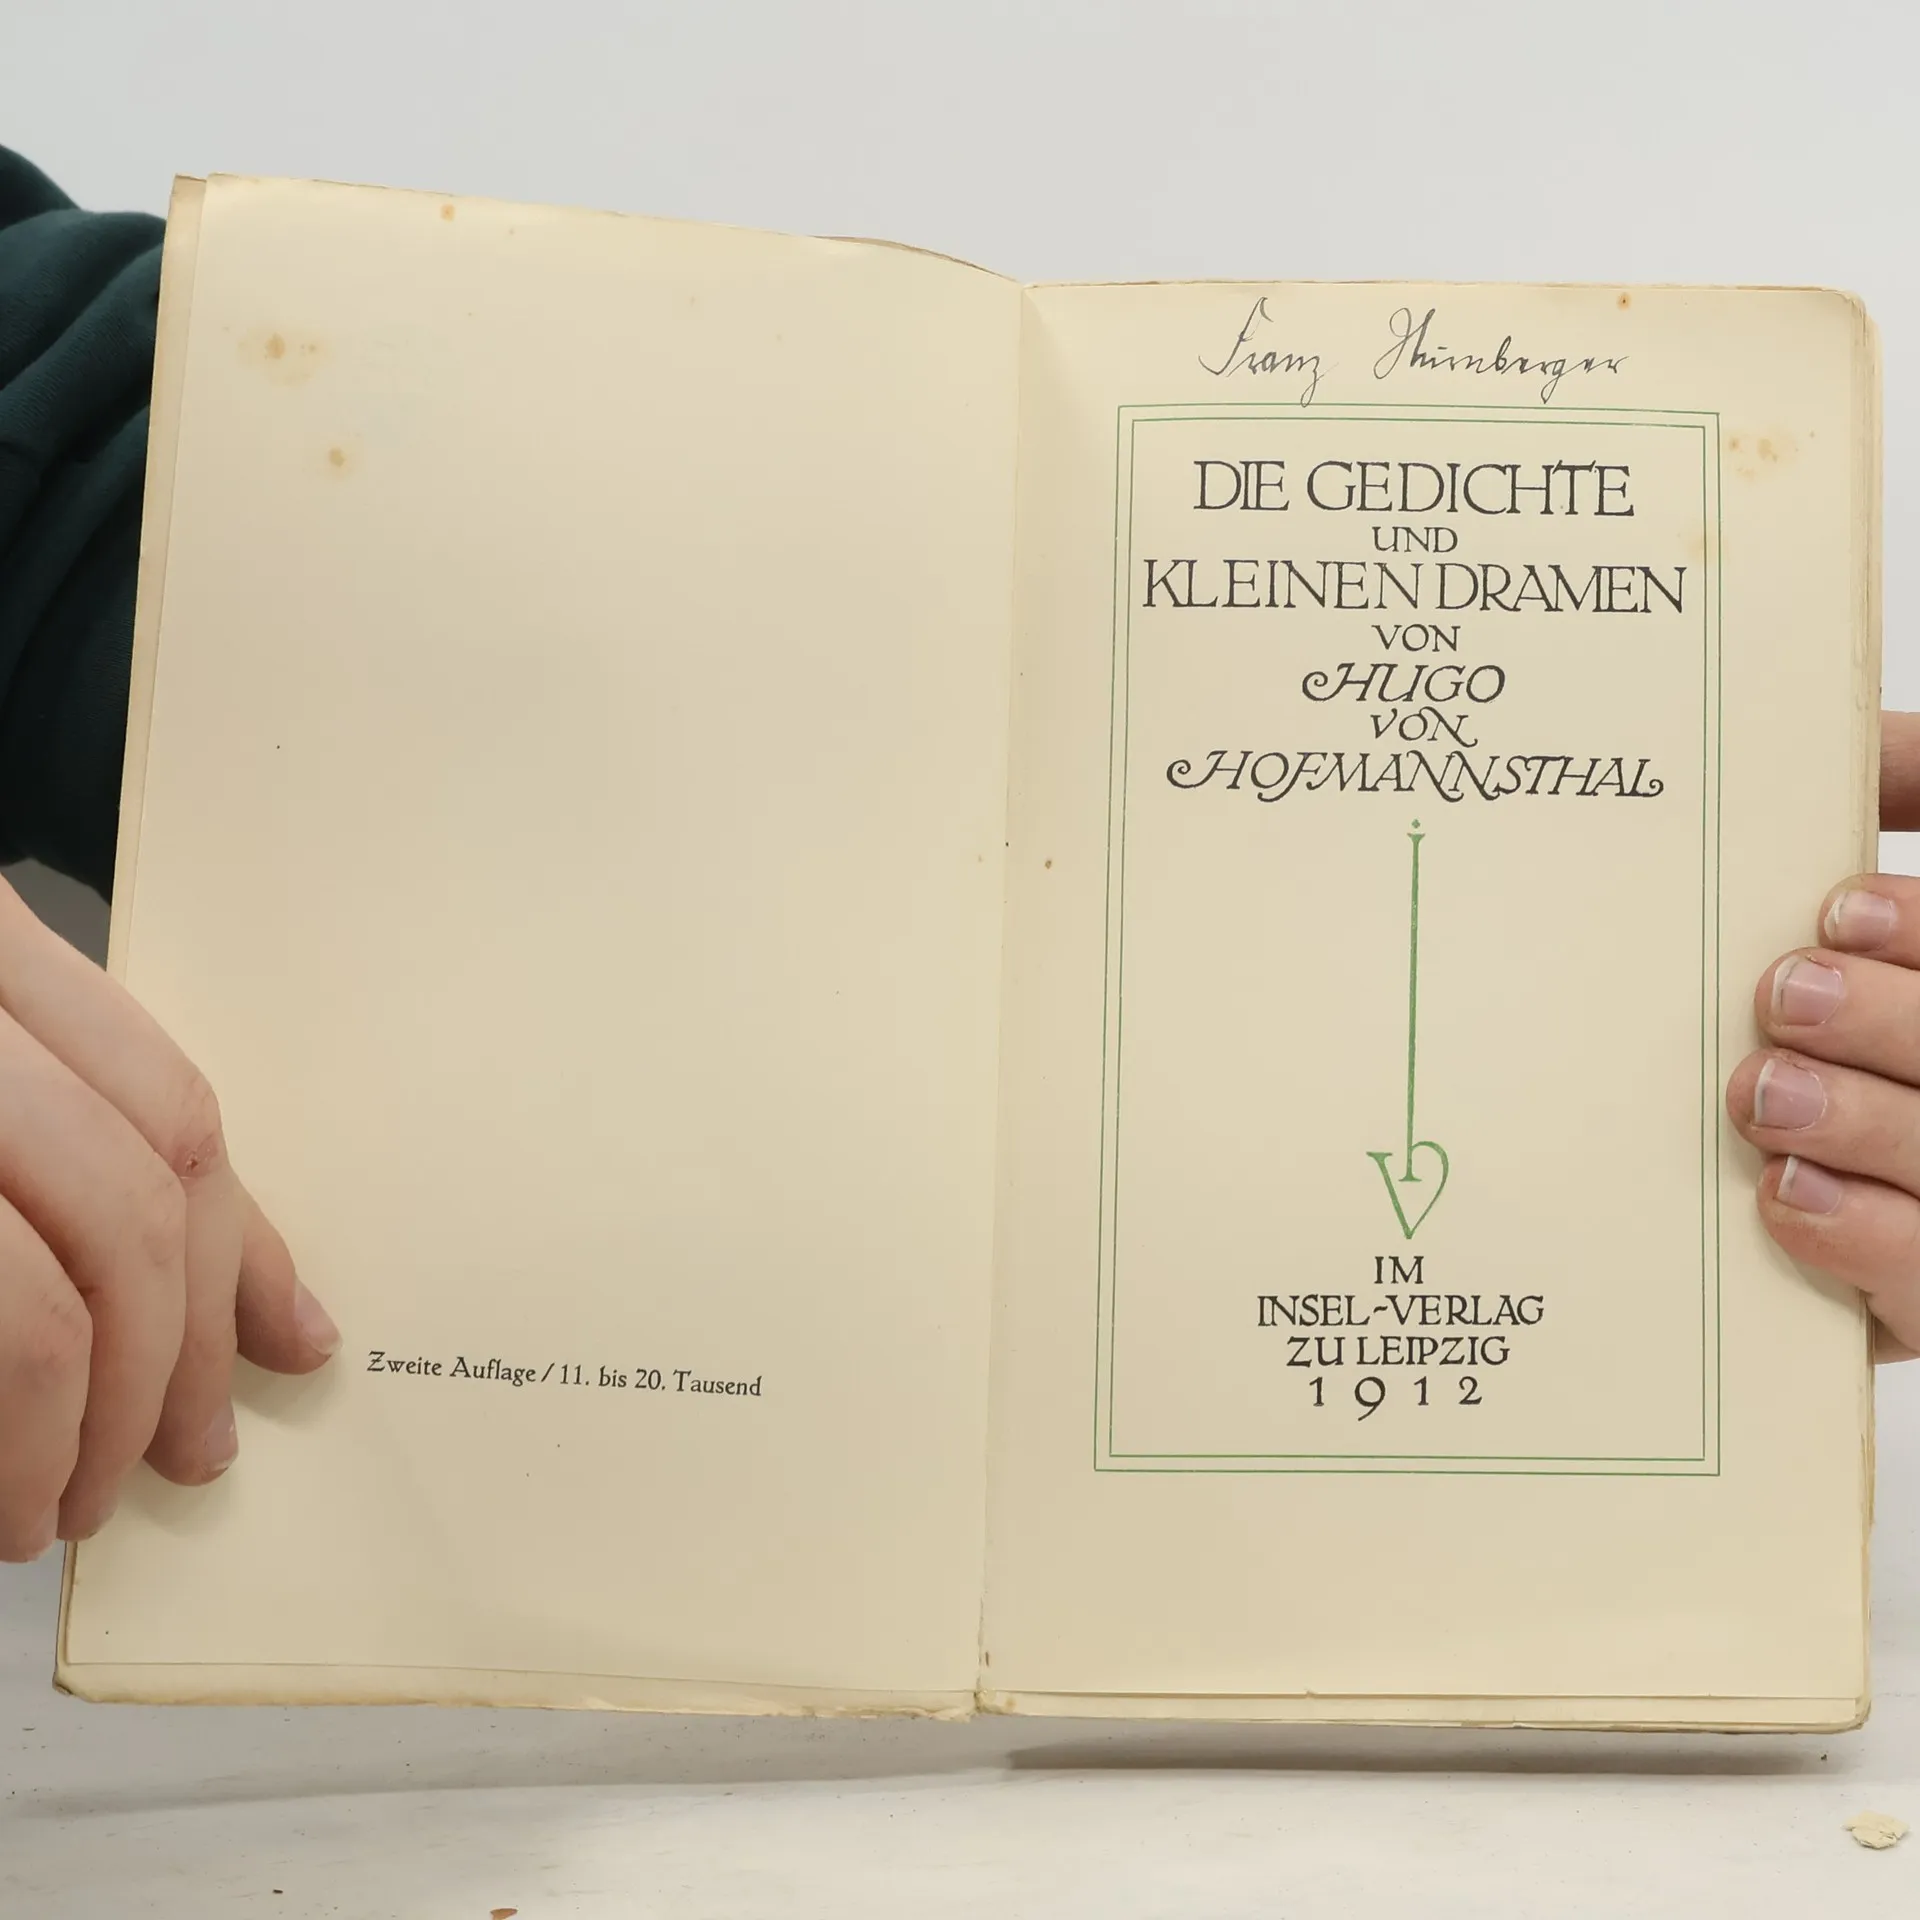 Zweite Auflage / 11. bis 20. Tausend
Franz Nürnberger
DIE GEDICHTE
UND
KLEINEN DRAMEN
VON
HUGO
VON
HOFMANNSTHAL
IM
INSEL-VERLAG
ZU LEIPZIG
1912